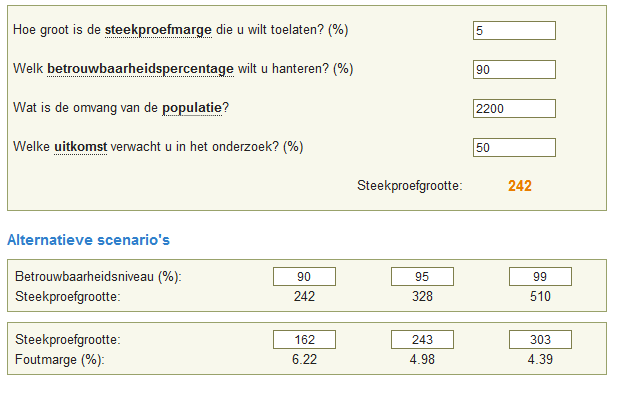 Hoe groot is de steekproefmarge die u wilt toelaten? (%) 5
Welk betrouwbaarheidspercentage wilt u hanteren? (%) 90
Wat is de omvang van de populatie? 2200
Welke uitkomst verwacht u in het onderzoek? (%) 50
Steekproefgrootte: 242
Alternatieve scenario's
Betrouwbaarheidsniveau (%): 90 95 99
Steekproefgrootte: 242 328 510
Steekproefgrootte: 162 243 303
Foutmarge (%): 6.22 4.98 4.39